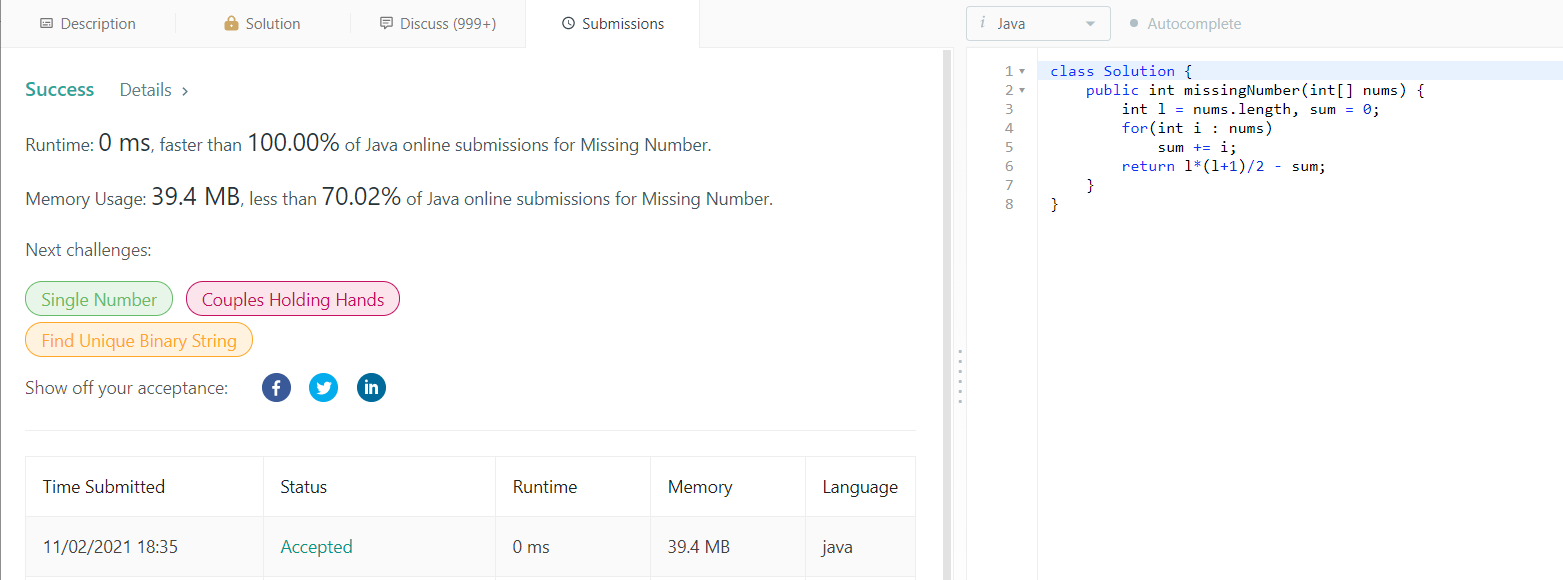 Description
Solution
Discuss (999+)
Submissions
Success Details >
Runtime: 0 ms, faster than 100.00% of Java online submissions for Missing Number.
Memory Usage: 39.4 MB, less than 70.02% of Java online submissions for Missing Number.
Next challenges:
Single Number
Couples Holding Hands
Find Unique Binary String
Show off your acceptance:
Time Submitted Status Runtime Memory Language
11/02/2021 18:35 Accepted 0 ms 39.4 MB java
i Java
Autocomplete
1 class Solution {
2     public int missingNumber(int[] nums) {
3         int l = nums.length, sum = 0;
4         for(int i : nums)
5             sum += i;
6         return l*(l+1)/2 - sum;
7     }
8 }